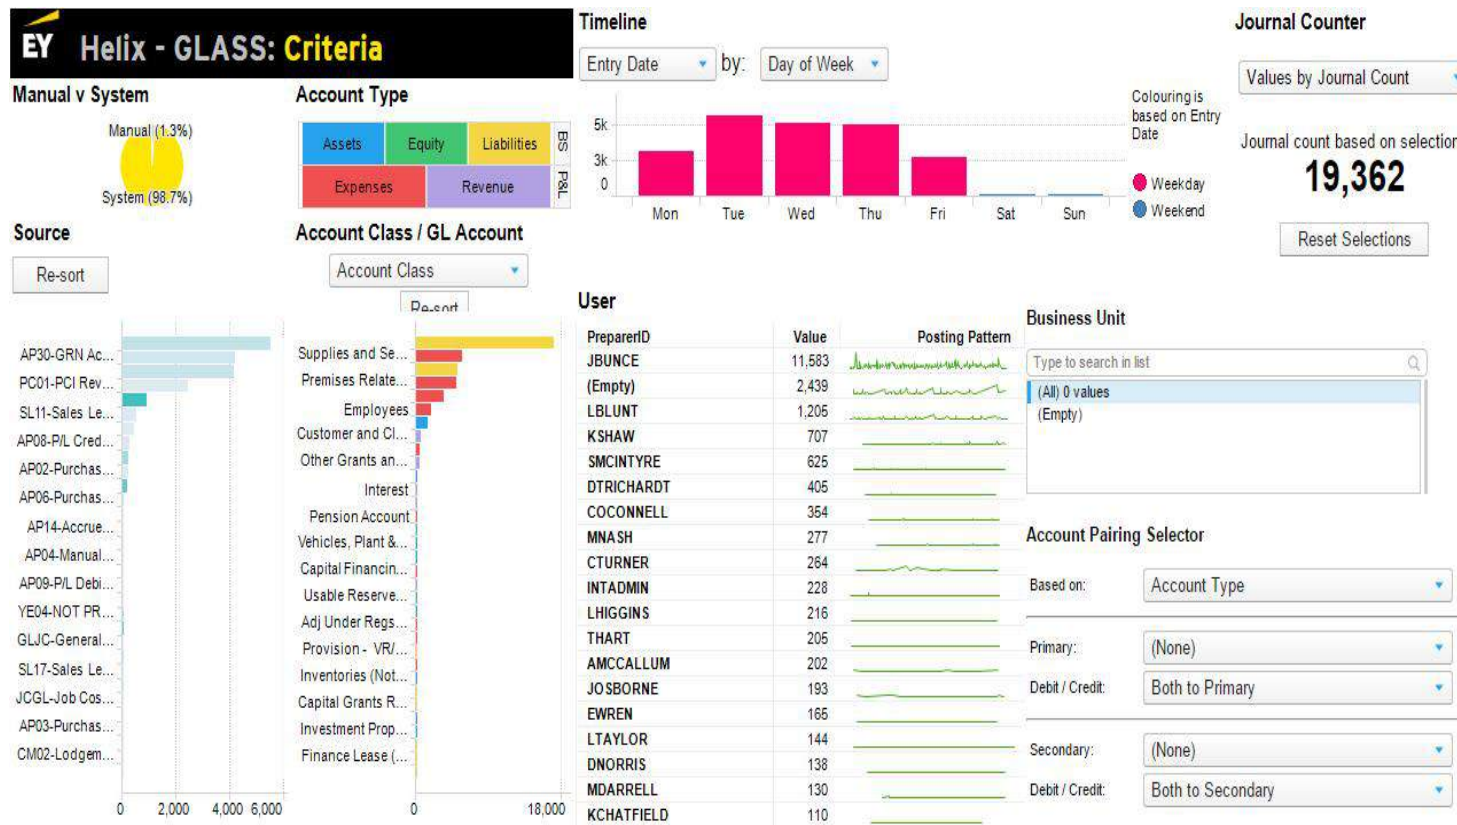 EY Helix - GLASS: Criteria
Manual v System
Manual (1.3%)
System (98.7%)
Account Type
Assets
Equity
Liabilities
BS
Expenses
Revenue
P&L
Timeline
Entry Date by: Day of Week
5k
3k
0
Mon Tue Wed Thu Fri Sat Sun
Colouring is
based on Entry
Date
Weekday
Weekend
Journal Counter
Values by Journal Count
Journal count based on selection
19,362
Reset Selections
Source
Re-sort
AP30-GRN Ac...
PC01-PCI Rev...
SL11-Sales Le...
AP08-P/L Cred...
AP02-Purchas...
AP06-Purchas...
AP14-Accrue...
AP04-Manual...
AP09-P/L Debi...
YE04-NOT PR...
GLJC-General...
SL17-Sales Le...
JCGL-Job Cos...
AP03-Purchas...
CM02-Lodgem...
0 2,000 4,000 6,000
Account Class / GL Account
Account Class
Re-sort
Supplies and Se...
Premises Relate...
Employees
Customer and Cl...
Other Grants an...
Interest
Pension Account
Vehicles, Plant &...
Capital Financin...
Usable Reserve...
Adj Under Regs...
Provision - VR/...
Inventories (Not...
Capital Grants R...
Investment Prop...
Finance Lease (...
0 18,000
User
PreparerID Value Posting Pattern
JBUNCE 11,583
(Empty) 2,439
LBLUNT 1,205
KSHAW 707
SMCINTYRE 625
DTRICHARDT 405
COCONNELL 354
MNASH 277
CTURNER 264
INTADMIN 228
LHIGGINS 216
THART 205
AMCCALLUM 202
JOSBORNE 193
EWREN 165
LTAYLOR 144
DNORRIS 138
MDARRELL 130
KCHATFIELD 110
Business Unit
Type to search in list
(All) 0 values
(Empty)
Account Pairing Selector
Based on: Account Type
Primary: (None)
Debit / Credit: Both to Primary
Secondary: (None)
Debit / Credit: Both to Secondary